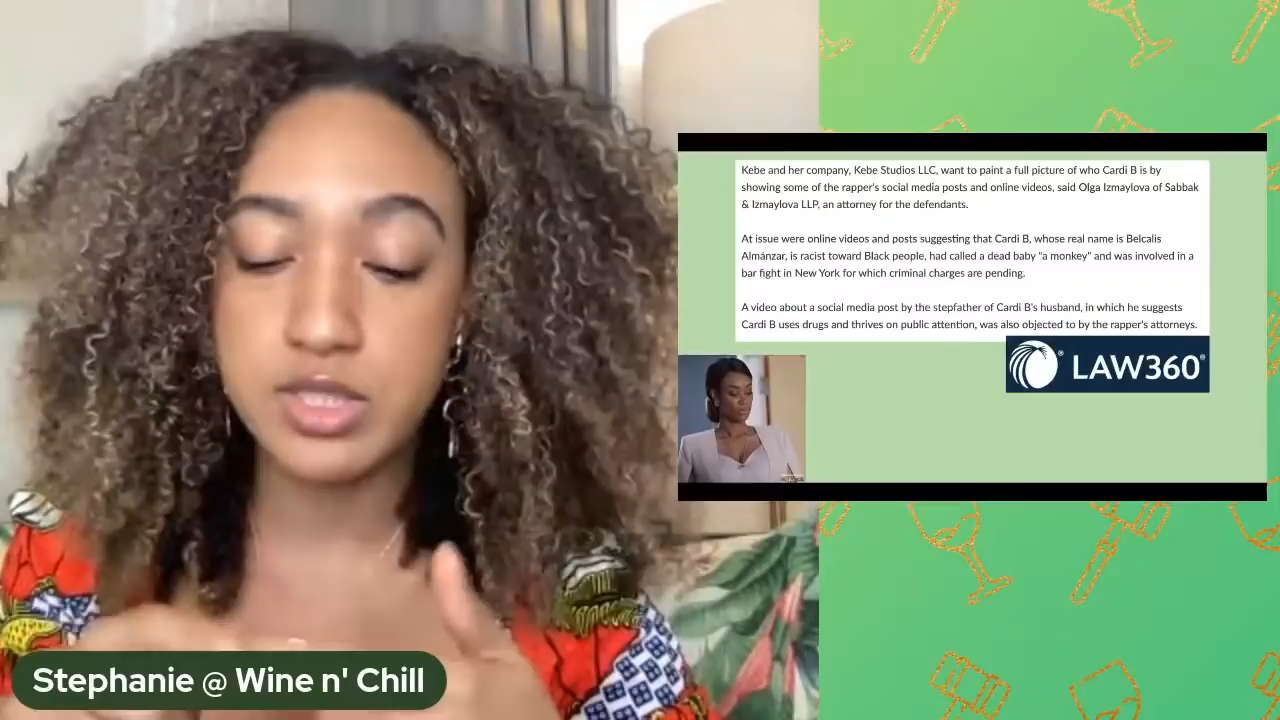 Kebe and her company, Kebe Studios LLC, want to paint a full picture of who Cardi B is by
showing some of the rapper's social media posts and online videos, said Olga Izmaylova of Sabbak
& Izmaylova LLP, an attorney for the defendants.
At issue were online videos and posts suggesting that Cardi B, whose real name is Belcalis
Almánzar, is racist toward Black people, had called a dead baby "a monkey" and was involved in a
bar fight in New York for which criminal charges are pending.
A video about a social media post by the stepfather of Cardi B's husband, in which he suggests
Cardi B uses drugs and thrives on public attention, was also objected to by the rapper's attorneys.
® LAW360®
Stephanie @ Wine n' Chill